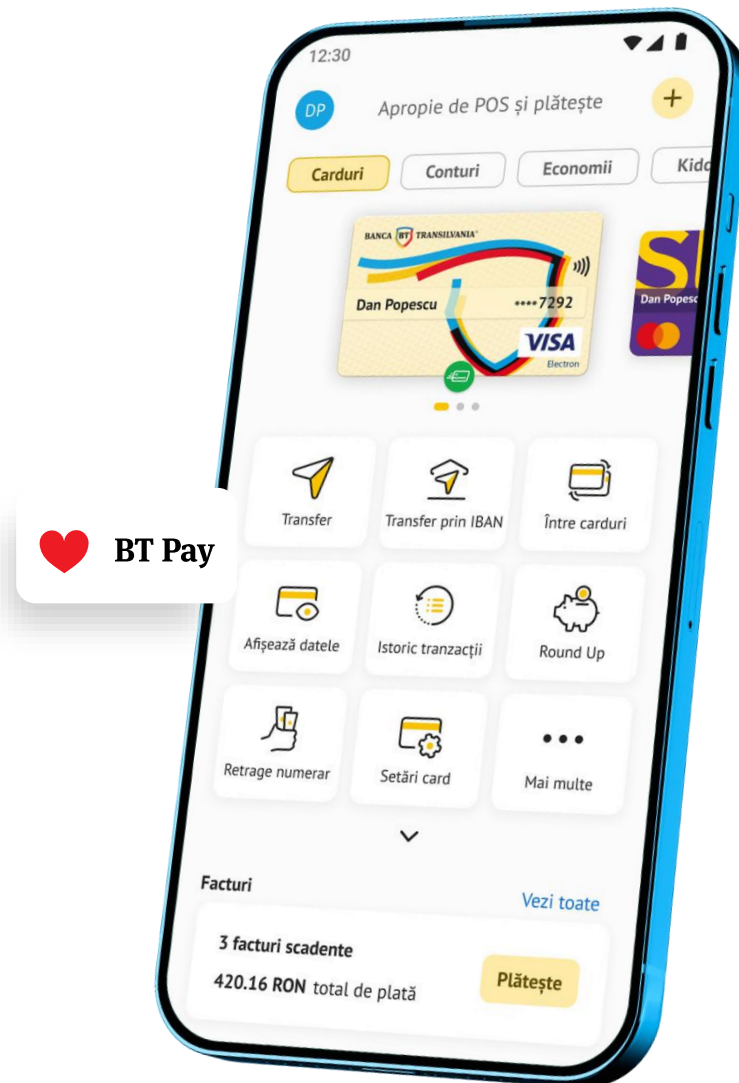 12:30
DP
Apropie de POS și plătește
+
Carduri
Conturi
Economii
BANCA BT TRANSILVANIA
Dan Popescu
****7292
VISA
Electron
Dan Popesc
Transfer
Transfer prin IBAN
Între carduri
BT Pay
Afișează datele
Istoric tranzacții
Round Up
Retrage numerar
Setări card
Mai multe
Facturi
Vezi toate
3 facturi scadente
420.16 RON total de plată
Plătește